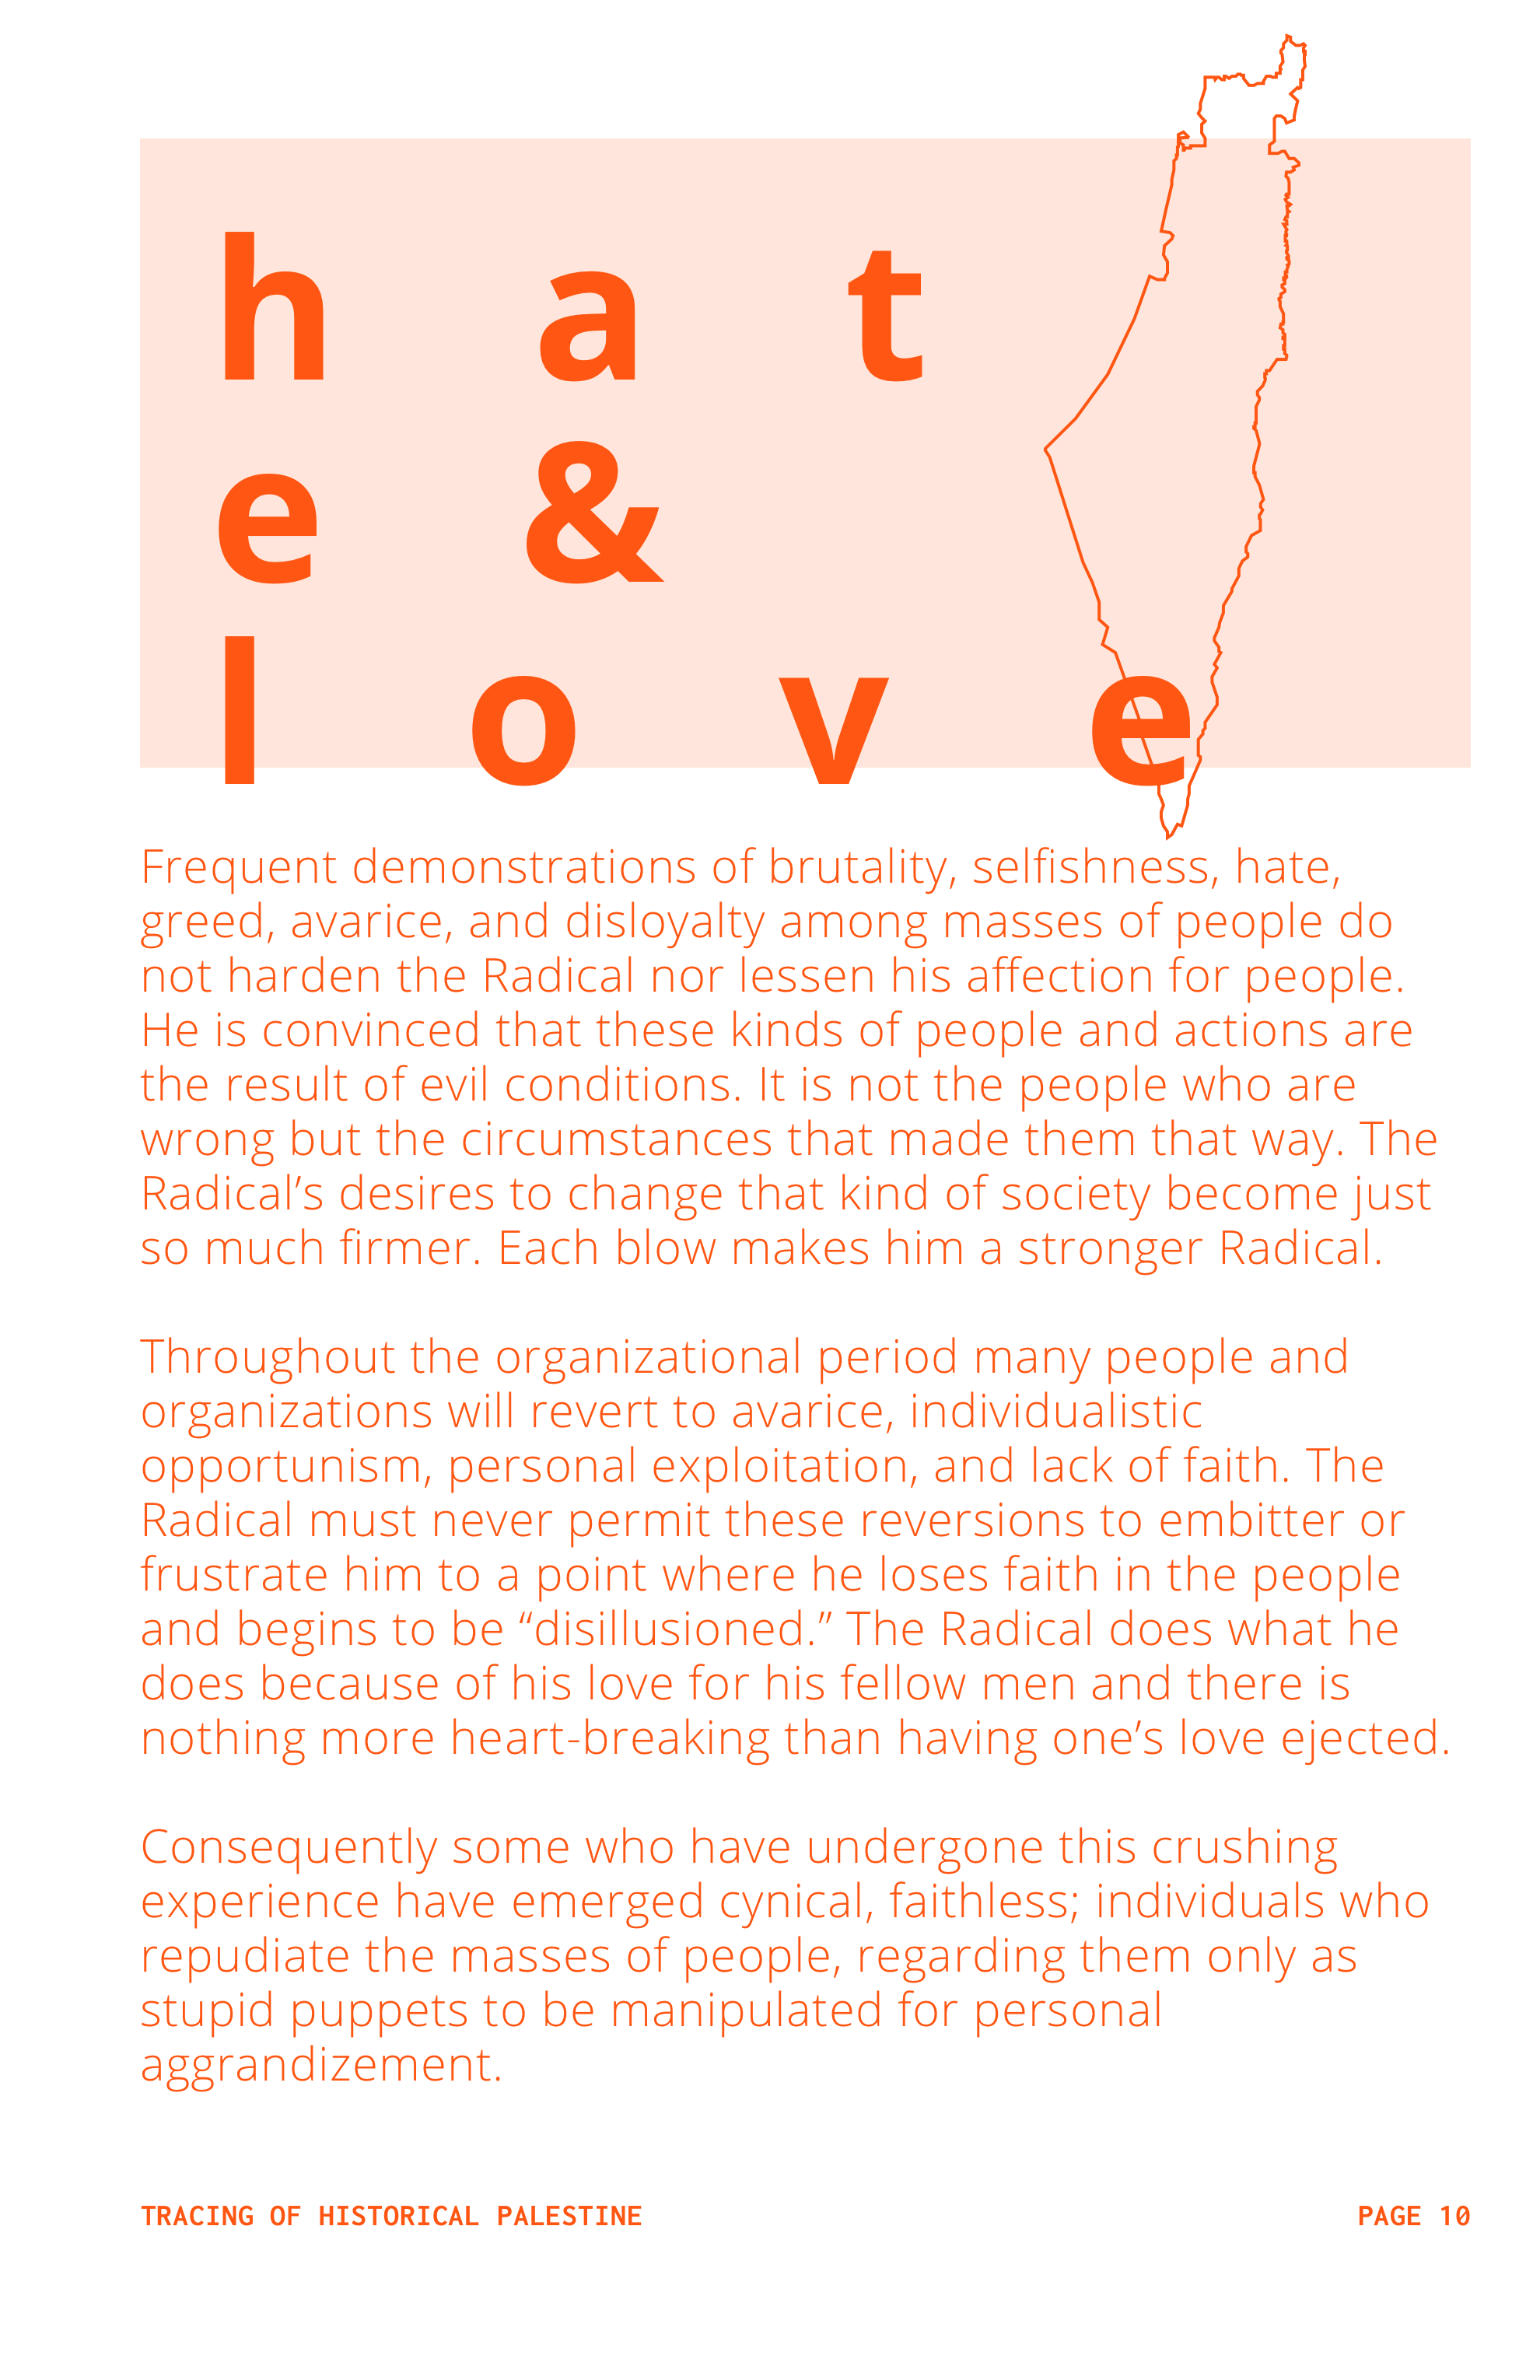 h a t
e &
l o v e
Frequent demonstrations of brutality, selfishness, hate,
greed, avarice, and disloyalty among masses of people do
not harden the Radical nor lessen his affection for people.
He is convinced that these kinds of people and actions are
the result of evil conditions. It is not the people who are
wrong but the circumstances that made them that way. The
Radical’s desires to change that kind of society become just
so much firmer. Each blow makes him a stronger Radical.
Throughout the organizational period many people and
organizations will revert to avarice, individualistic
opportunism, personal exploitation, and lack of faith. The
Radical must never permit these reversions to embitter or
frustrate him to a point where he loses faith in the people
and begins to be “disillusioned.” The Radical does what he
does because of his love for his fellow men and there is
nothing more heart-breaking than having one’s love ejected.
Consequently some who have undergone this crushing
experience have emerged cynical, faithless; individuals who
repudiate the masses of people, regarding them only as
stupid puppets to be manipulated for personal
aggrandizement.
TRACING OF HISTORICAL PALESTINE PAGE 10